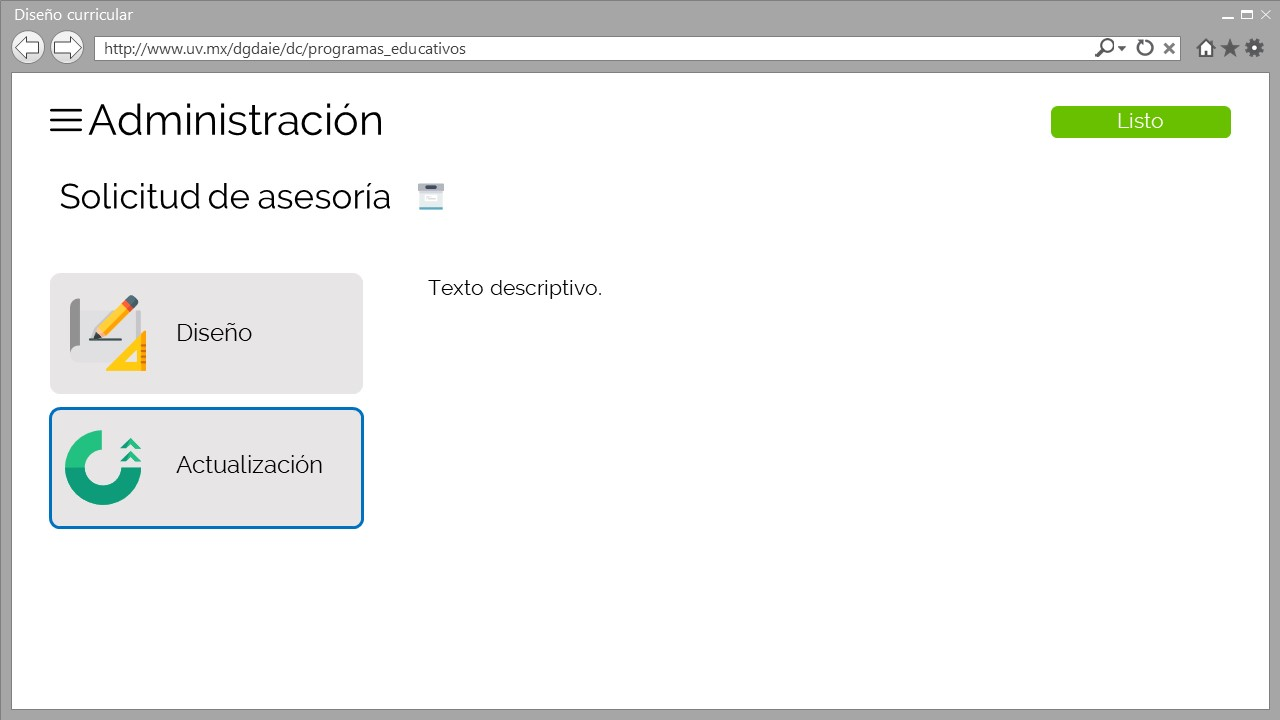 Diseño curricular
http://www.uv.mx/dgdaie/dc/programas_educativos
Administración
Listo
Solicitud de asesoría
Diseño
Texto descriptivo.
Actualización